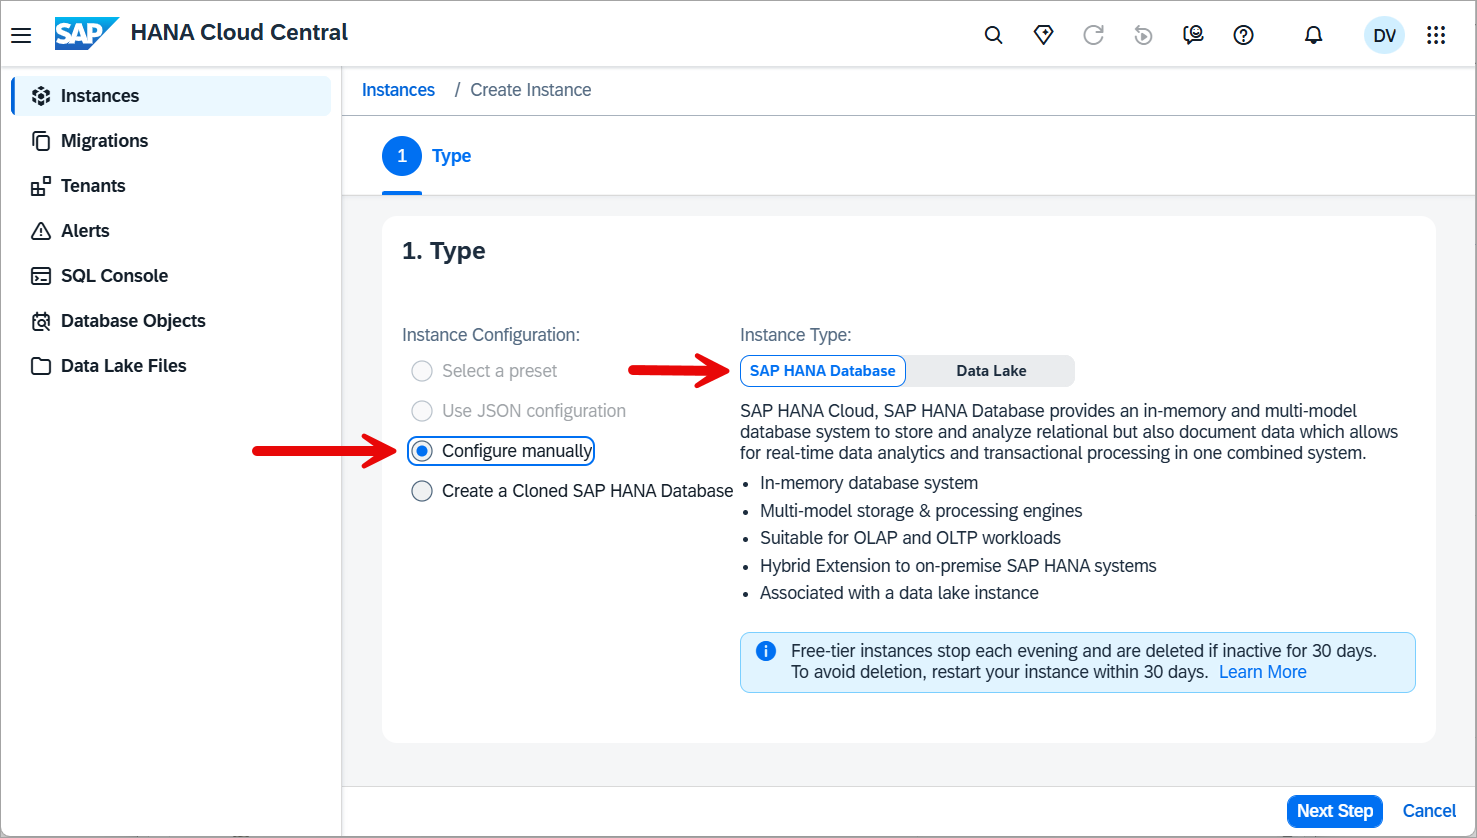 SAP HANA Cloud Central
DV
Instances
Migrations
Tenants
Alerts
SQL Console
Database Objects
Data Lake Files
Instances / Create Instance
1 Type
1. Type
Instance Configuration:
Select a preset
Use JSON configuration
Configure manually
Create a Cloned SAP HANA Database
Instance Type:
SAP HANA Database Data Lake
SAP HANA Cloud, SAP HANA Database provides an in-memory and multi-model
database system to store and analyze relational but also document data which allows
for real-time data analytics and transactional processing in one combined system.
• In-memory database system
• Multi-model storage & processing engines
• Suitable for OLAP and OLTP workloads
• Hybrid Extension to on-premise SAP HANA systems
• Associated with a data lake instance
Free-tier instances stop each evening and are deleted if inactive for 30 days.
To avoid deletion, restart your instance within 30 days. Learn More
Next Step Cancel